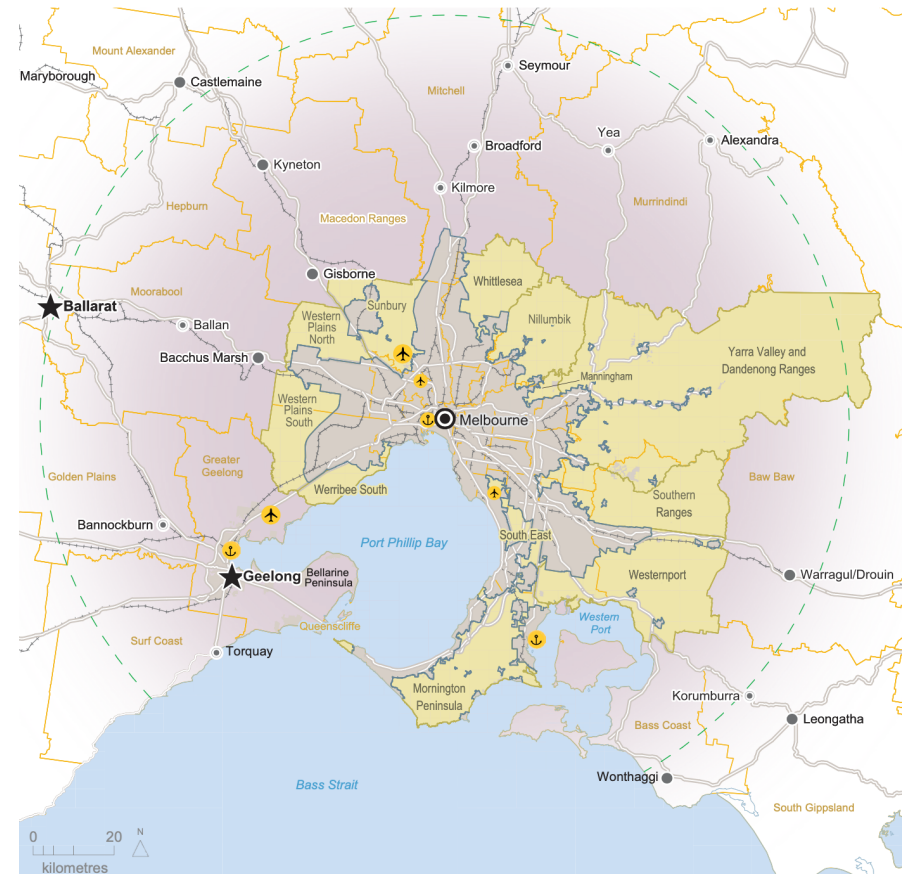 Mount Alexander
Seymour
Maryborough
Castlemaine
Mitchell
Yea
Alexandra
Broadford
Kyneton
Kilmore
Hepburn
Murrindindi
Macedon Ranges
Gisborne
Whittlesea
Moorabool
Sunbury
Ballarat
Western
Plains
North
Nillumbik
Ballan
Yarra Valley and
Dandenong Ranges
Bacchus Marsh
Manningham
Western
Plains
South
Melbourne
Greater
Geelong
Golden Plains
Baw Baw
Werribee South
Southern
Ranges
Bannockburn
South East
Port Phillip Bay
Geelong
Bellarine
Peninsula
Westernport
Warragul/Drouin
Queenscliffe
Western
Port
Surf Coast
Torquay
Mornington
Peninsula
Korumburra
Leongatha
Bass Coast
Wonthaggi
Bass Strait
South Gippsland
0 20
N
kilometres